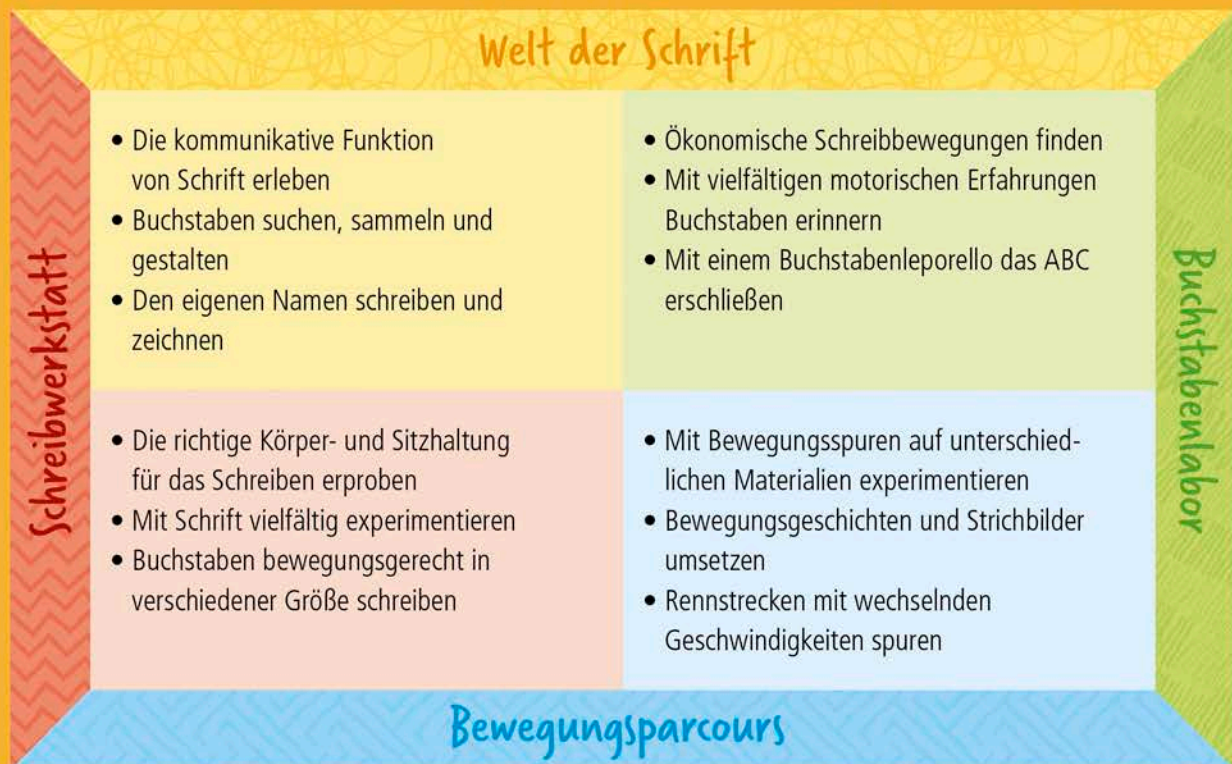 Welt der Schrift
Schreibwerkstatt
• Die kommunikative Funktion
von Schrift erleben
• Buchstaben suchen, sammeln und
gestalten
• Den eigenen Namen schreiben und
zeichnen
• Ökonomische Schreibbewegungen finden
• Mit vielfältigen motorischen Erfahrungen
Buchstaben erinnern
• Mit einem Buchstabenleporello das ABC
erschließen
Buchstabenlabor
• Die richtige Körper- und Sitzhaltung
für das Schreiben erproben
• Mit Schrift vielfältig experimentieren
• Buchstaben bewegungsgerecht in
verschiedener Größe schreiben
• Mit Bewegungsspuren auf unterschied-
lichen Materialien experimentieren
• Bewegungsgeschichten und Strichbilder
umsetzen
• Rennstrecken mit wechselnden
Geschwindigkeiten spuren
Bewegungsparcours